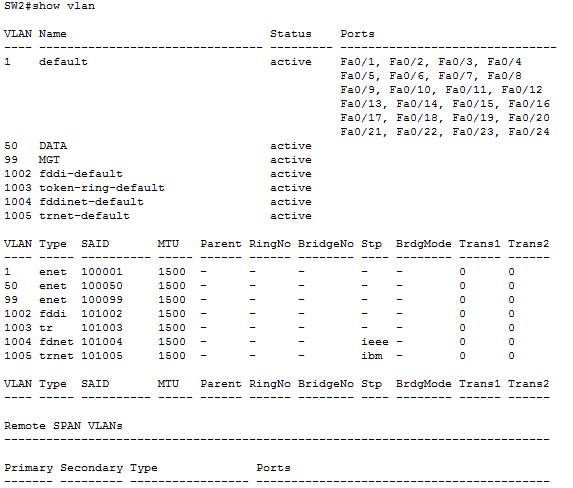 SW2#show vlan
VLAN Name                             Status    Ports
---- -------------------------------- --------- -------------------------------
1    default                          active    Fa0/1, Fa0/2, Fa0/3, Fa0/4
                                                Fa0/5, Fa0/6, Fa0/7, Fa0/8
                                                Fa0/9, Fa0/10, Fa0/11, Fa0/12
                                                Fa0/13, Fa0/14, Fa0/15, Fa0/16
                                                Fa0/17, Fa0/18, Fa0/19, Fa0/20
                                                Fa0/21, Fa0/22, Fa0/23, Fa0/24
50   DATA                             active
99   MGT                              active
1002 fddi-default                     active
1003 token-ring-default               active
1004 fddinet-default                  active
1005 trnet-default                    active
VLAN Type  SAID       MTU   Parent RingNo BridgeNo Stp  BrdgMode Trans1 Trans2
---- ----- ---------- ----- ------ ------ -------- ---- -------- ------ ------
1    enet  100001     1500  -      -      -        -    -        0      0
50   enet  100050     1500  -      -      -        -    -        0      0
99   enet  100099     1500  -      -      -        -    -        0      0
1002 fddi  101002     1500  -      -      -        -    -        0      0
1003 tr    101003     1500  -      -      -        -    -        0      0
1004 fdnet 101004     1500  -      -      -        ieee -        0      0
1005 trnet 101005     1500  -      -      -        ibm  -        0      0
VLAN Type  SAID       MTU   Parent RingNo BridgeNo Stp  BrdgMode Trans1 Trans2
---- ----- ---------- ----- ------ ------ -------- ---- -------- ------ ------
Remote SPAN VLANs
------------------------------------------------------------------------------
Primary Secondary Type              Ports
------- --------- ----------------- ------------------------------------------